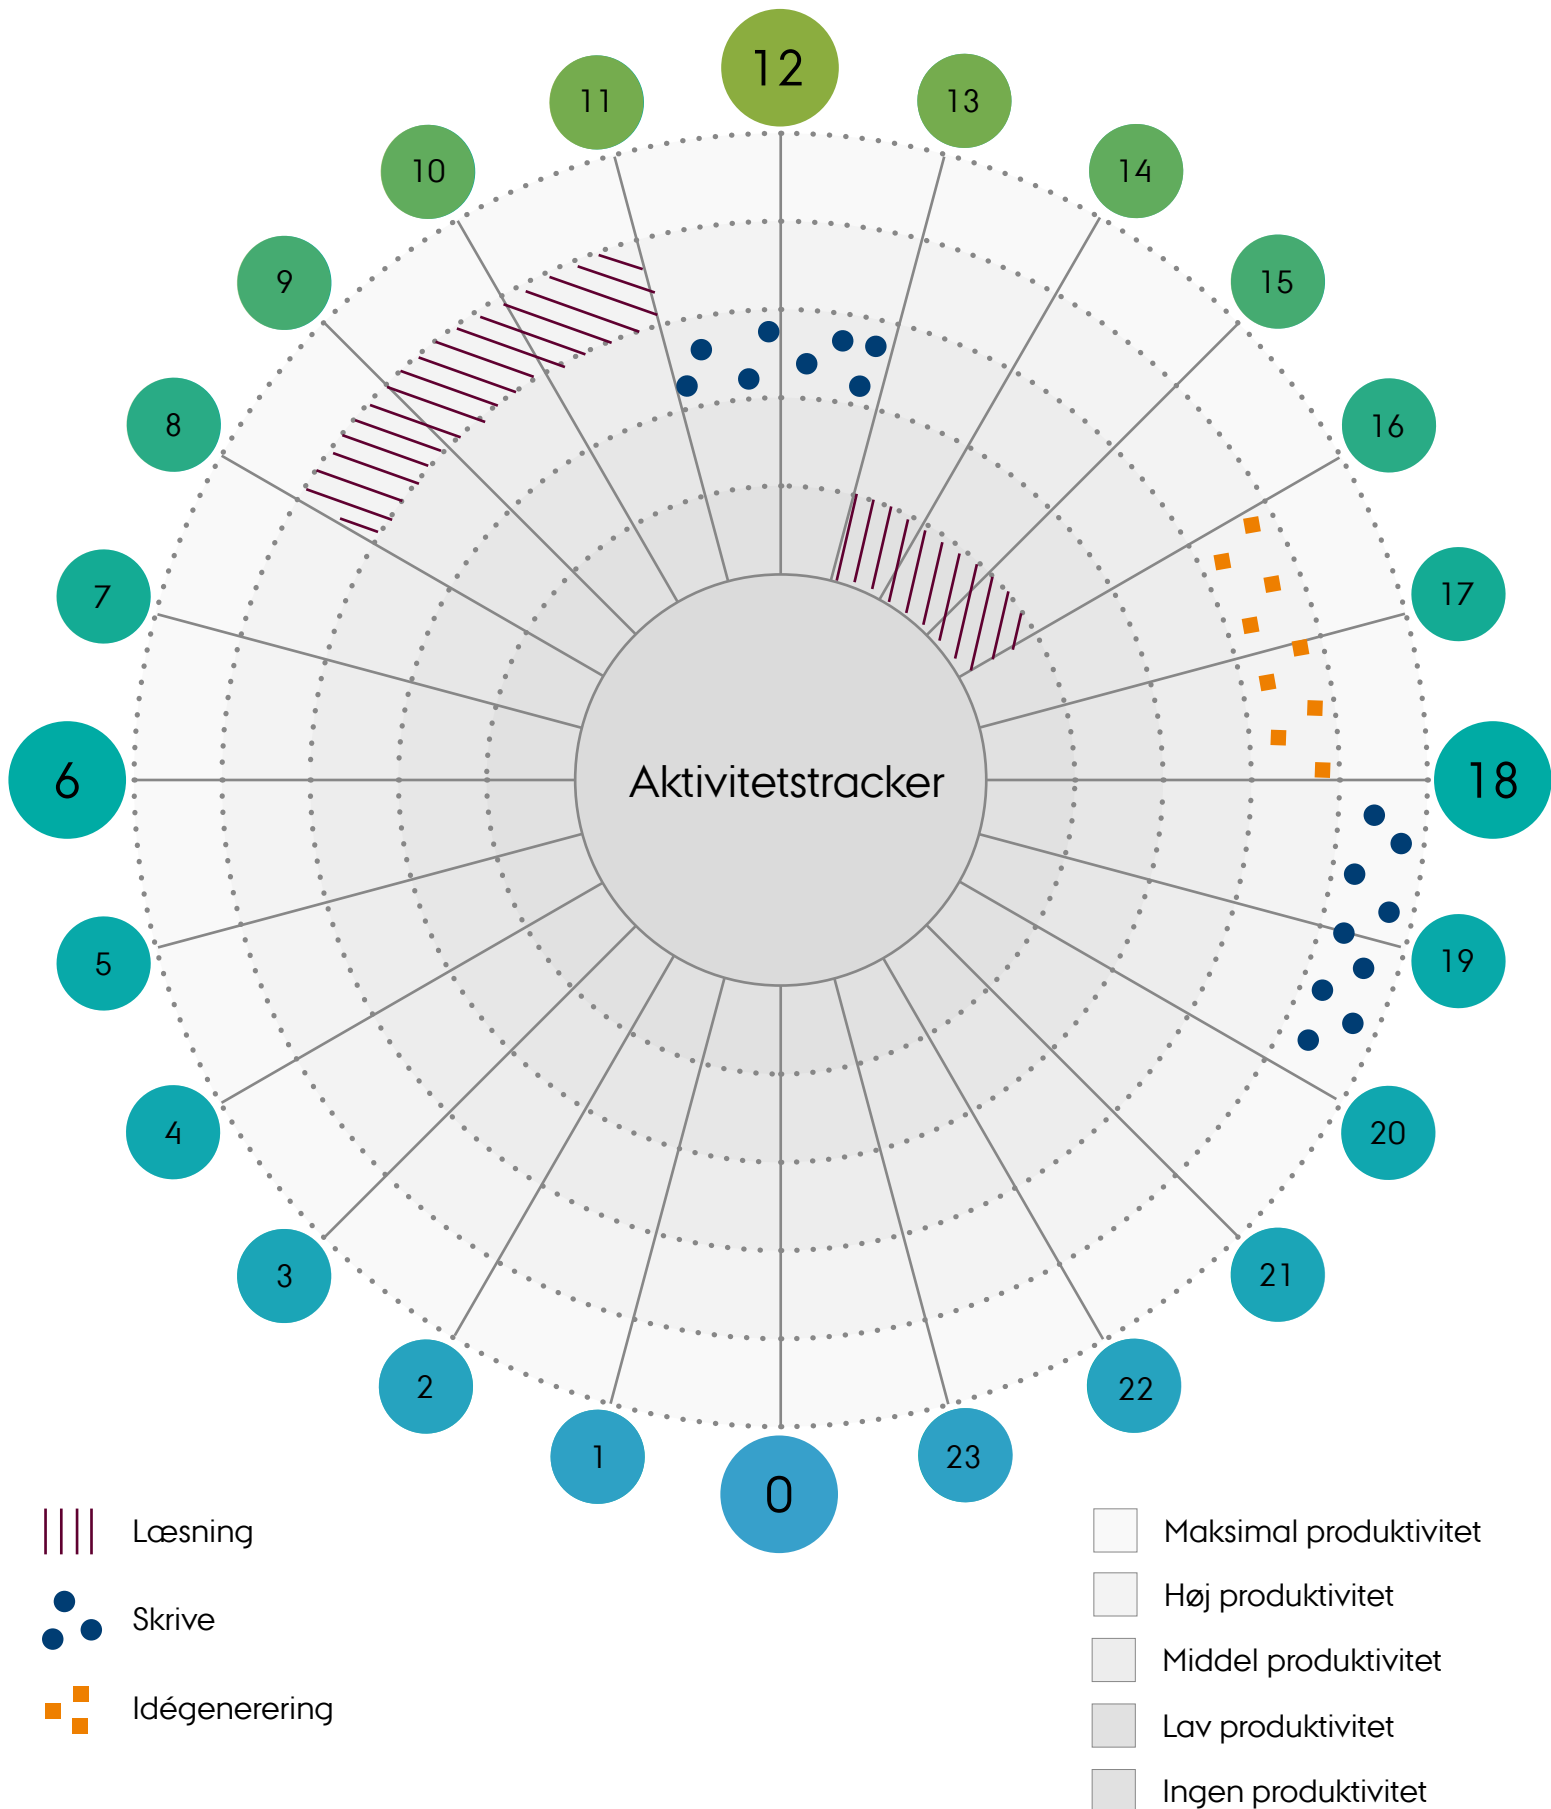 12
11
13
10
14
9
15
8
16
7
17
6
Aktivitetstracker
18
5
19
4
20
3
21
2
22
1
23
0
Læsning
Skrive
Idégenerering
Maksimal produktivitet
Høj produktivitet
Middel produktivitet
Lav produktivitet
Ingen produktivitet